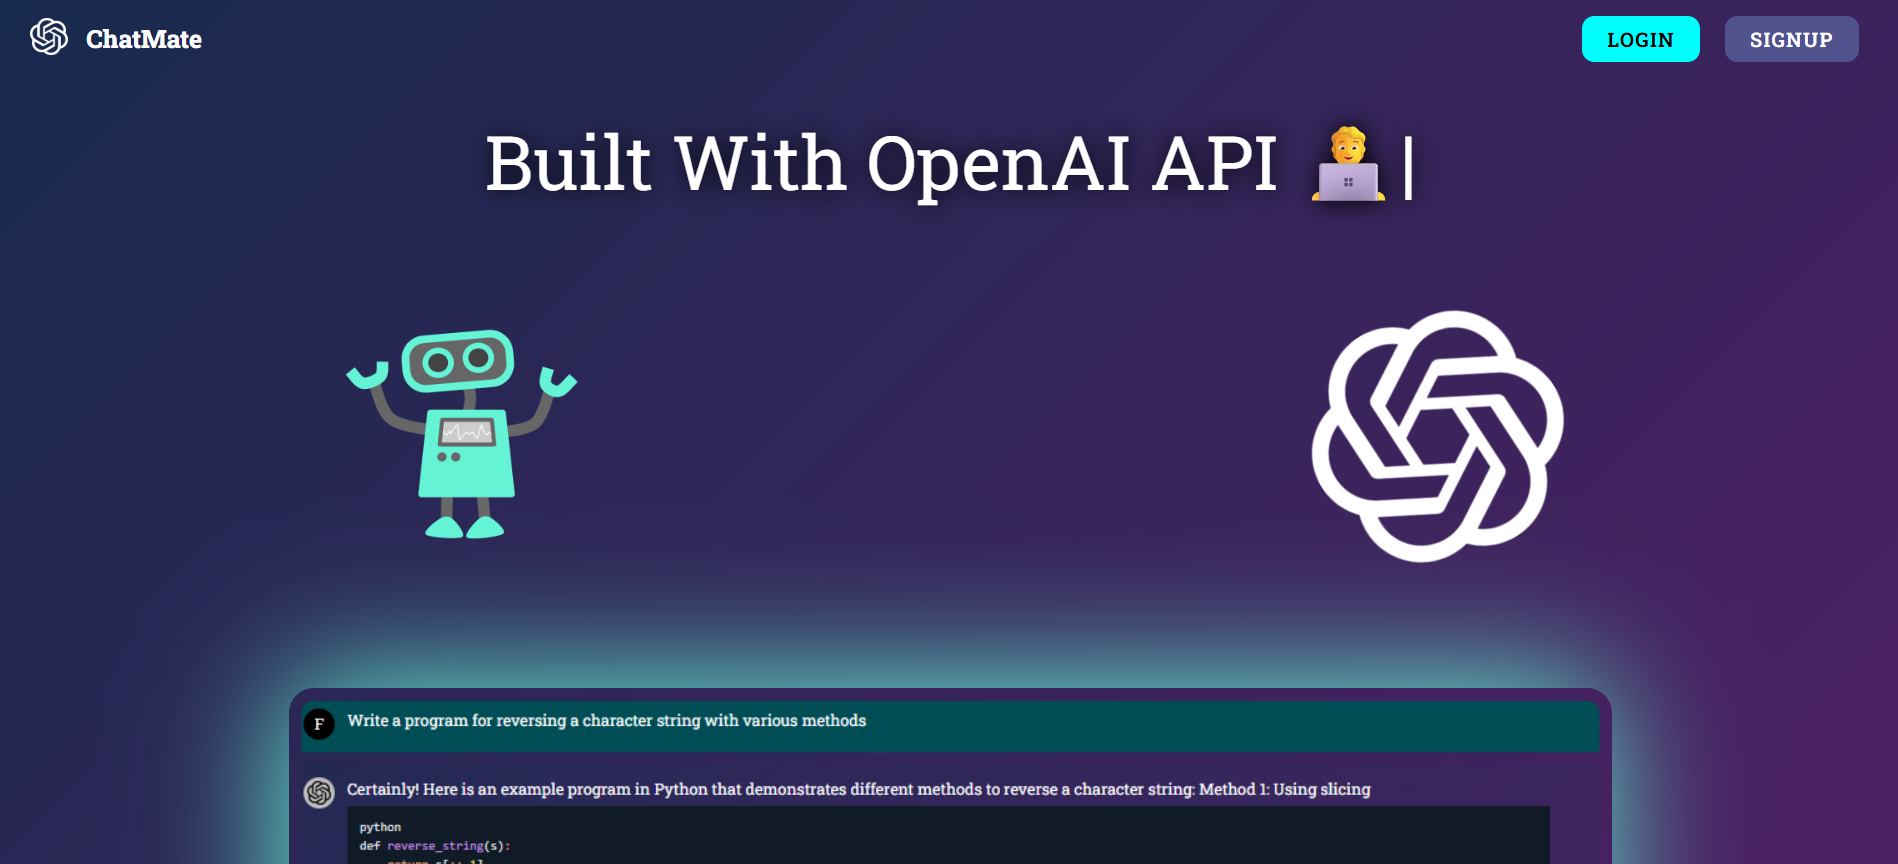 ChatMate
LOGIN
SIGNUP
Built With OpenAI API 🧑‍💻 |
F
Write a program for reversing a character string with various methods
Certainly! Here is an example program in Python that demonstrates different methods to reverse a character string: Method 1: Using slicing
python
def reverse_string(s):